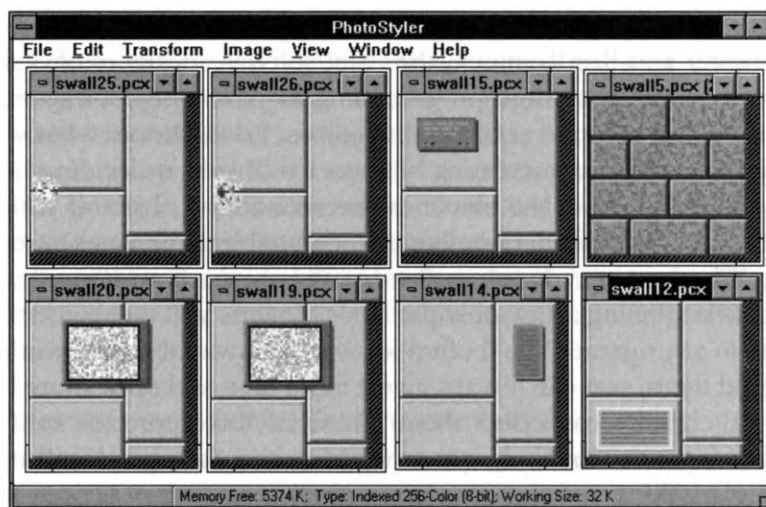 PhotoStyler
File Edit Transform Image View Window Help
swall25.pcx
swall26.pcx
swall15.pcx
swall5.pcx
swall20.pcx
swall19.pcx
swall14.pcx
swall12.pcx
Memory Free: 5374 K; Type: Indexed 256-Color (8-bit); Working Size: 32 K